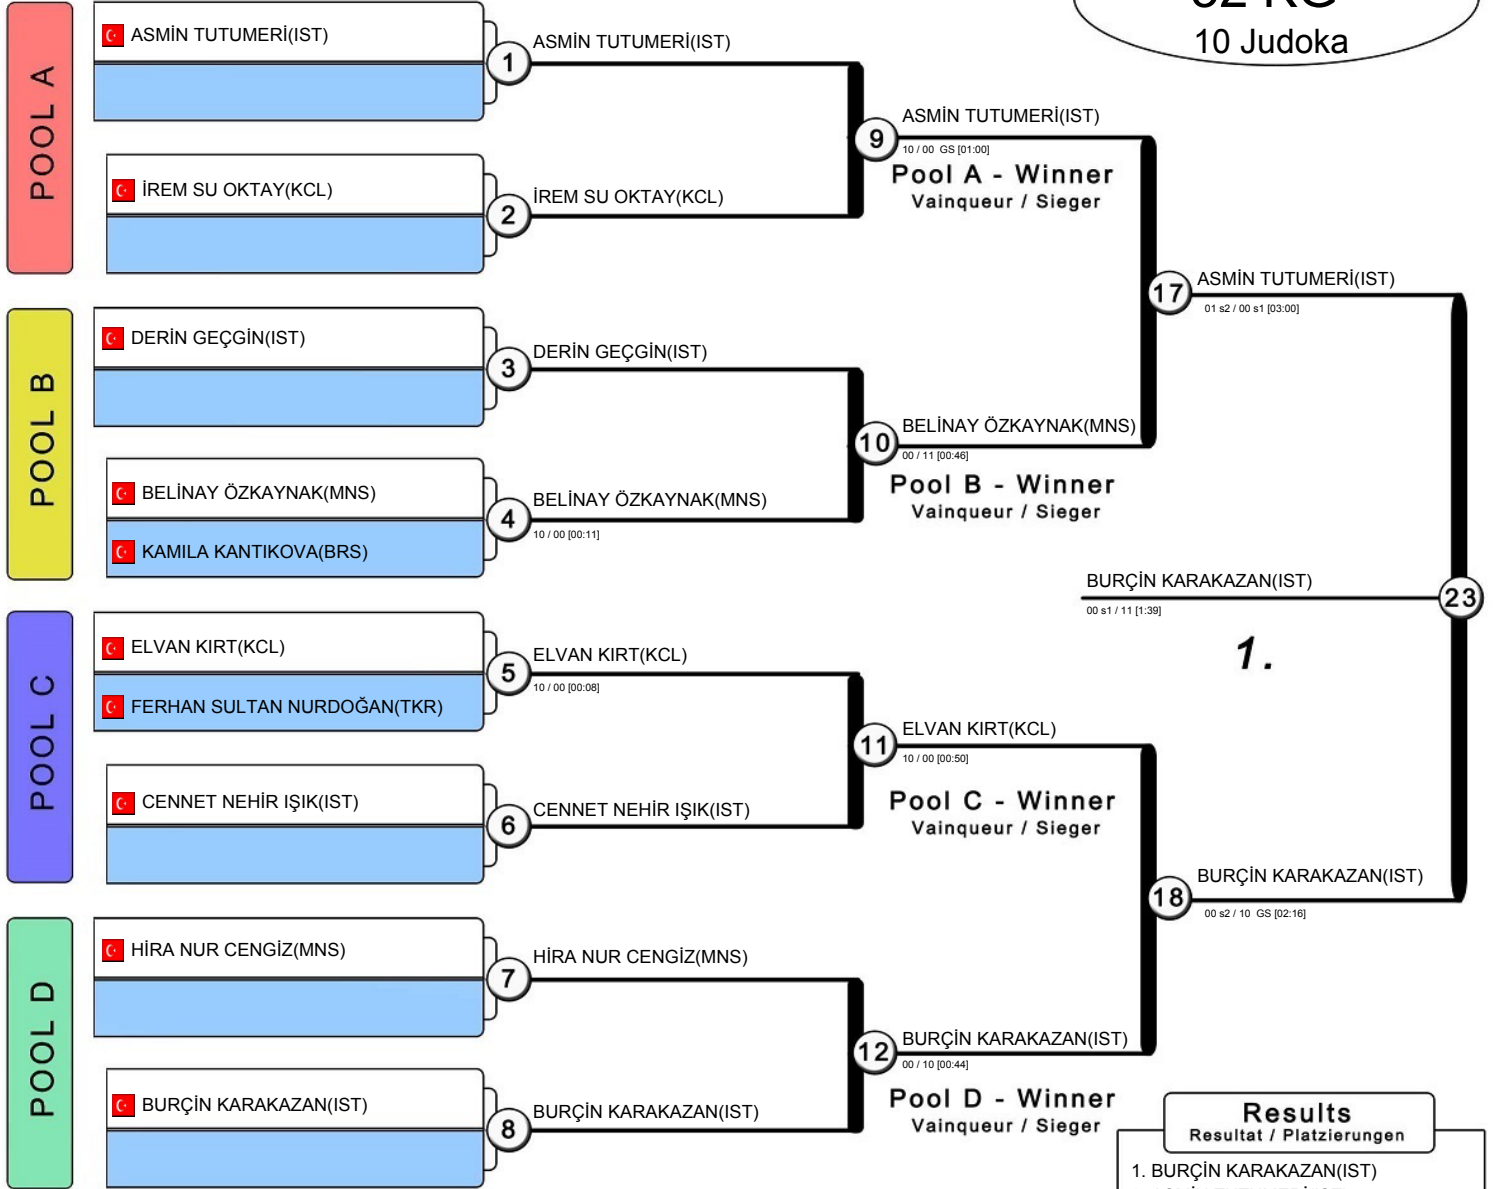 10 Judoka
POOL A
ASMİN TUTUMERİ(IST)
İREM SU OKTAY(KCL)
1
ASMİN TUTUMERİ(IST)
2
İREM SU OKTAY(KCL)
9
ASMİN TUTUMERİ(IST)
10 / 00 GS [01:00]
Pool A - Winner
Vainqueur / Sieger
POOL B
DERİN GEÇGİN(IST)
BELİNAY ÖZKAYNAK(MNS)
KAMILA KANTIKOVA(BRS)
3
DERİN GEÇGİN(IST)
4
BELİNAY ÖZKAYNAK(MNS)
10 / 00 [00:11]
10
BELİNAY ÖZKAYNAK(MNS)
00 / 11 [00:46]
Pool B - Winner
Vainqueur / Sieger
17
ASMİN TUTUMERİ(IST)
01 s2 / 00 s1 [03:00]
POOL C
ELVAN KIRT(KCL)
FERHAN SULTAN NURDOĞAN(TKR)
CENNET NEHİR IŞIK(IST)
5
ELVAN KIRT(KCL)
10 / 00 [00:08]
6
CENNET NEHİR IŞIK(IST)
11
ELVAN KIRT(KCL)
10 / 00 [00:50]
Pool C - Winner
Vainqueur / Sieger
POOL D
HİRA NUR CENGİZ(MNS)
BURÇİN KARAKAZAN(IST)
7
HİRA NUR CENGİZ(MNS)
8
BURÇİN KARAKAZAN(IST)
12
BURÇİN KARAKAZAN(IST)
00 / 10 [00:44]
Pool D - Winner
Vainqueur / Sieger
18
BURÇİN KARAKAZAN(IST)
00 s2 / 10 GS [02:16]
23
BURÇİN KARAKAZAN(IST)
00 s1 / 11 [1:39]
1.
Results
Resultat / Platzierungen
1. BURÇİN KARAKAZAN(IST)